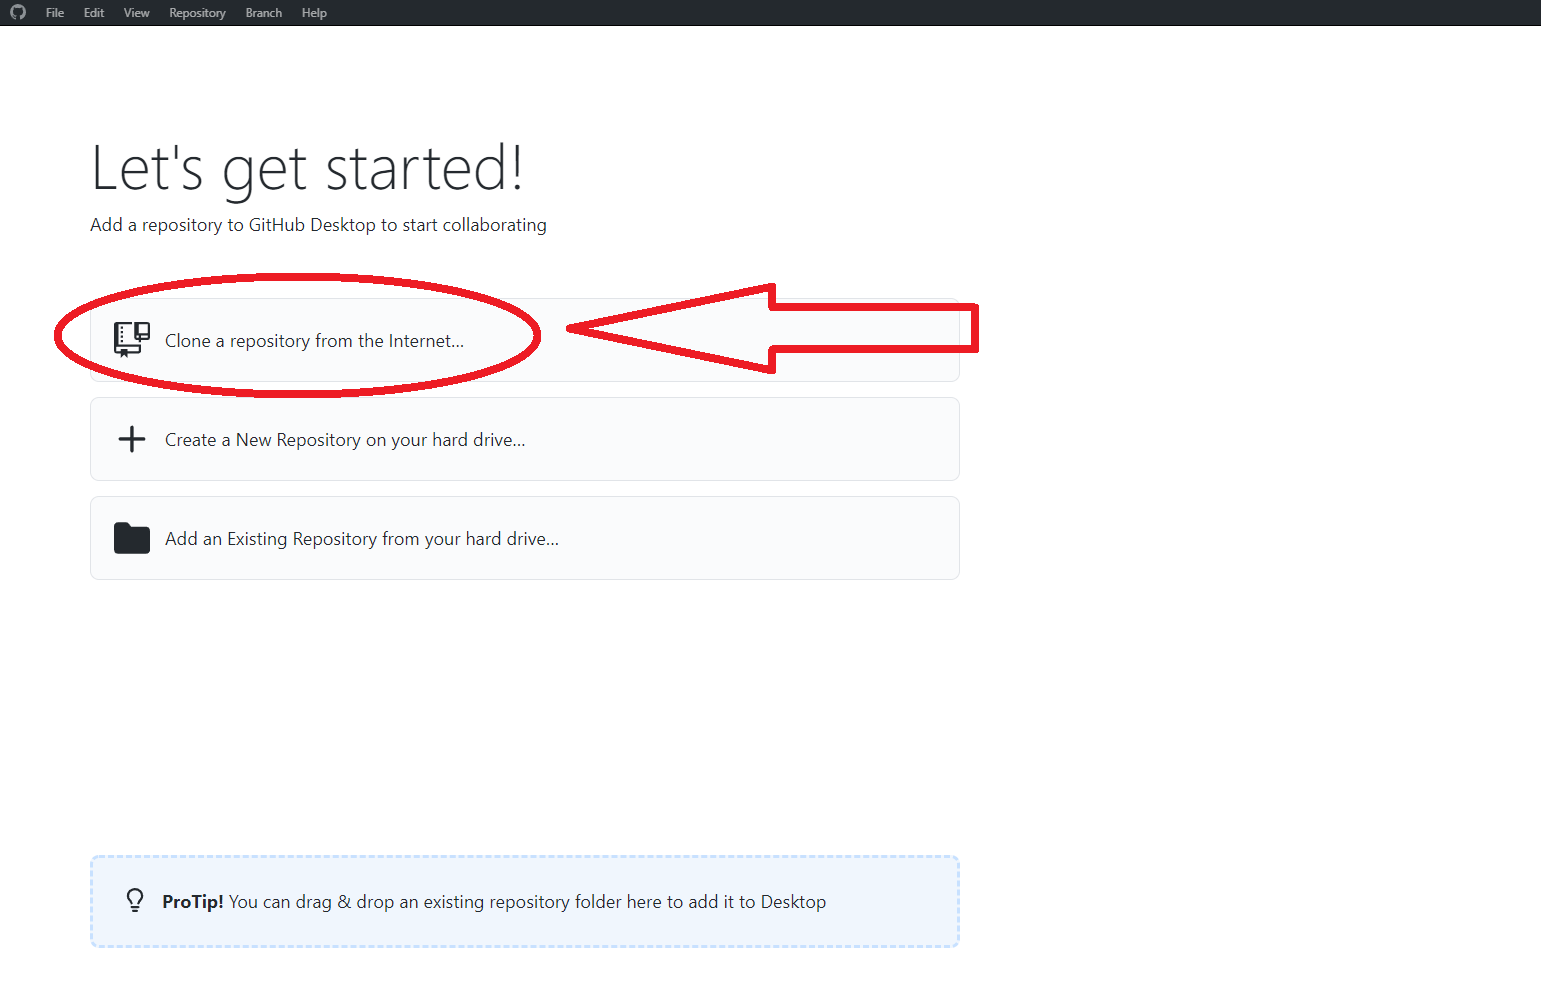 File Edit View Repository Branch Help
Let's get started!
Add a repository to GitHub Desktop to start collaborating
Clone a repository from the Internet...
Create a New Repository on your hard drive...
Add an Existing Repository from your hard drive...
ProTip! You can drag & drop an existing repository folder here to add it to Desktop